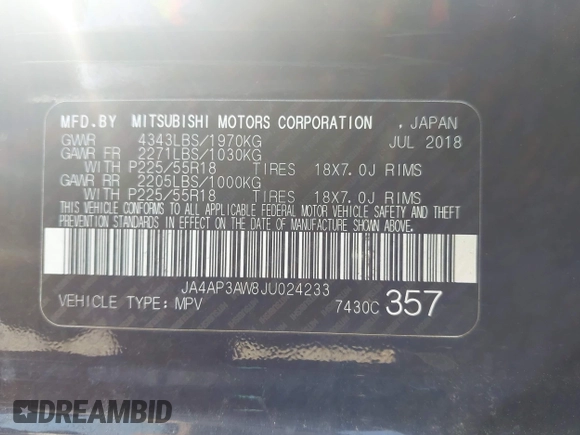 MFD.BY MITSUBISHI MOTORS CORPORATION , JAPAN
GVWR 4343LBS/1970KG JUL 2018
GAWR FR 2271LBS/1030KG
WITH P225/55R18 TIRES 18X7.0J RIMS
GAWR RR 2205LBS/1000KG
WITH P225/55R18 TIRES 18X7.0J RIMS
THIS VEHICLE CONFORMS TO ALL APPLICABLE FEDERAL MOTOR VEHICLE SAFETY AND THEFT
PREVENTION STANDARDS IN EFFECT ON THE DATE OF MANUFACTURE SHOWN ABOVE.
JA4AP3AW8JU024233
VEHICLE TYPE: MPV 7430C 357
DREAMBID